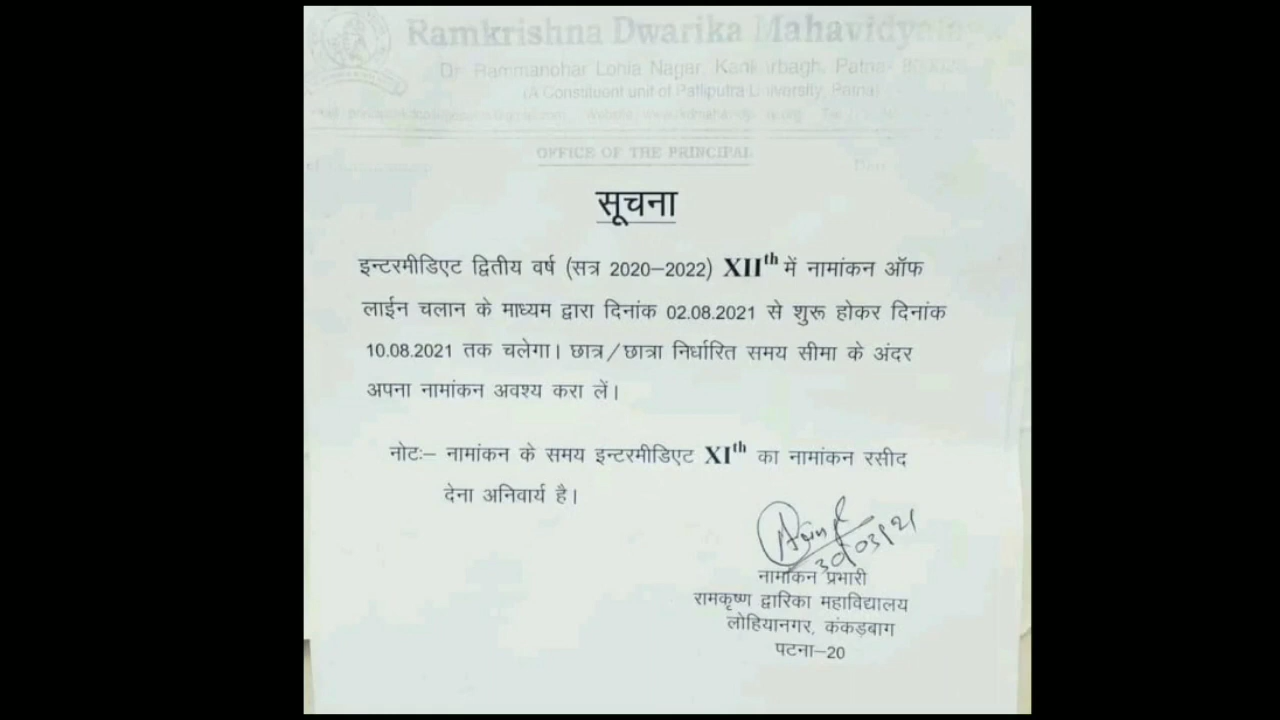 Ramkrishna Dwarika Mahavidyalaya
Dr. Rammanohar Lohia Nagar, Kankarbagh, Patna-
(A Constituent unit of Patliputra University, Patna)
OFFICE OF THE PRINCIPAL
सूचना
इन्टरमीडिएट द्वितीय वर्ष (सत्र 2020–2022) XIIth में नामांकन ऑफ
लाईन चलान के माध्यम द्वारा दिनांक 02.08.2021 से शुरू होकर दिनांक
10.08.2021 तक चलेगा। छात्र/छात्रा निर्धारित समय सीमा के अंदर
अपना नामांकन अवश्य करा लें।
नोटः– नामांकन के समय इन्टरमीडिएट XIth का नामांकन रसीद
देना अनिवार्य है।
नामांकन प्रभारी
रामकृष्ण द्वारिका महाविद्यालय
लोहियानगर, कंकड़बाग
पटना–20